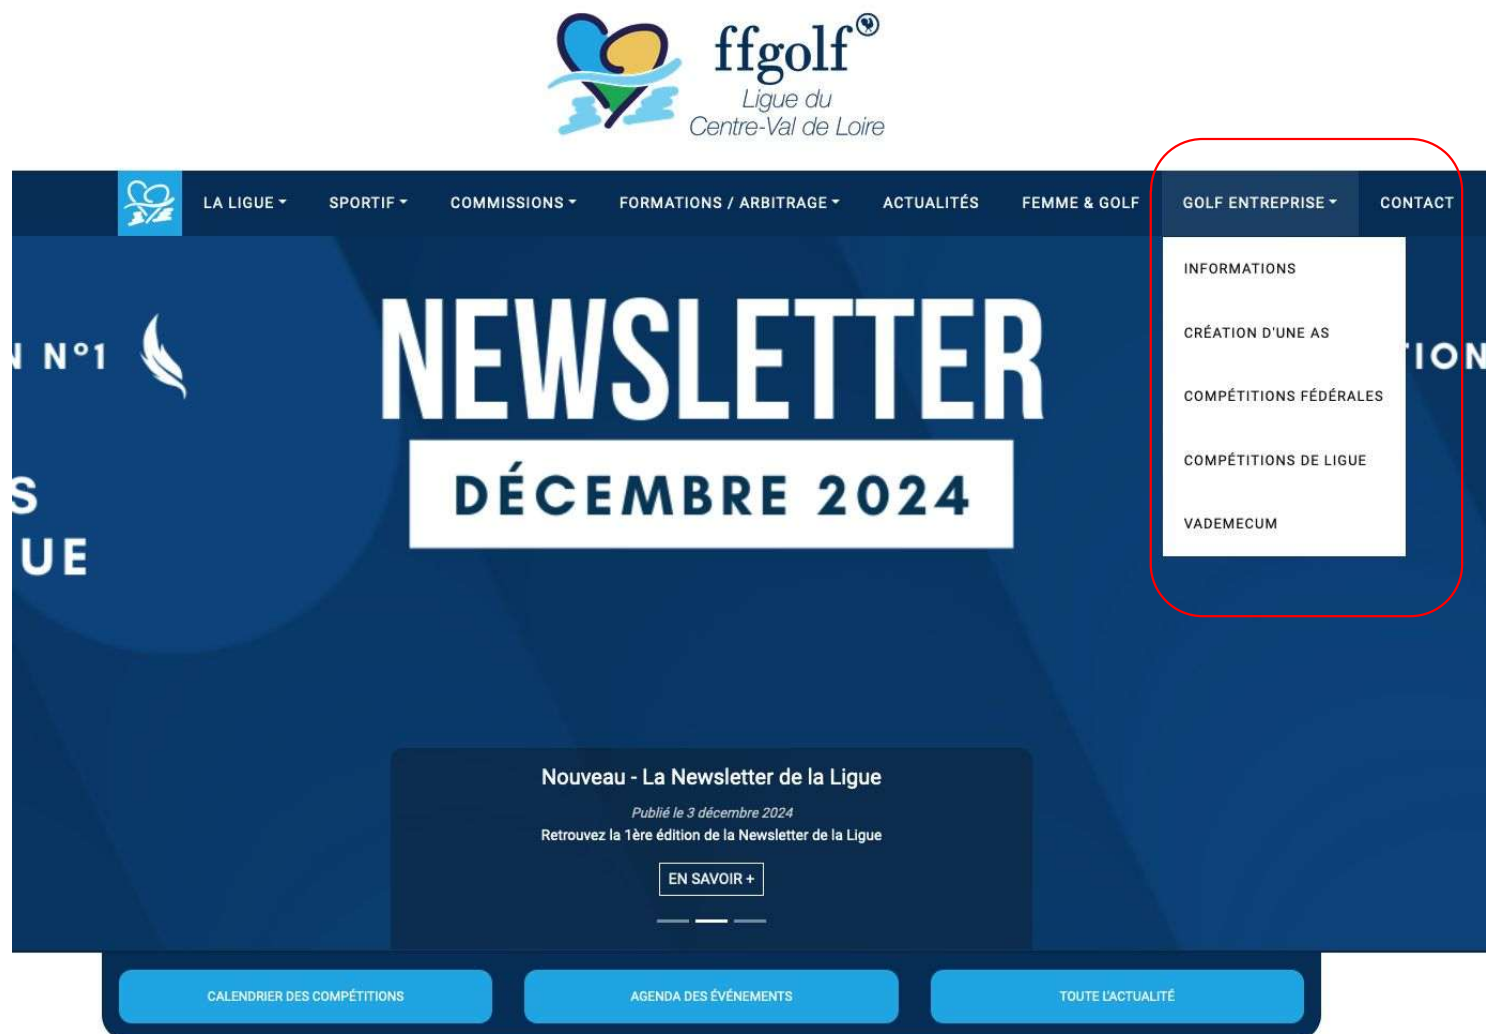 ffgolf®
Ligue du
Centre-Val de Loire
LA LIGUE
SPORTIF
COMMISSIONS
FORMATIONS / ARBITRAGE
ACTUALITÉS
FEMME & GOLF
GOLF ENTREPRISE
CONTACT
INFORMATIONS
CRÉATION D'UNE AS
COMPÉTITIONS FÉDÉRALES
COMPÉTITIONS DE LIGUE
VADEMECUM
N°1
NEWSLETTER
TION
S
UE
DÉCEMBRE 2024
Nouveau - La Newsletter de la Ligue
Publié le 3 décembre 2024
Retrouvez la 1ère édition de la Newsletter de la Ligue
EN SAVOIR +
CALENDRIER DES COMPÉTITIONS
AGENDA DES ÉVÉNEMENTS
TOUTE L'ACTUALITÉ